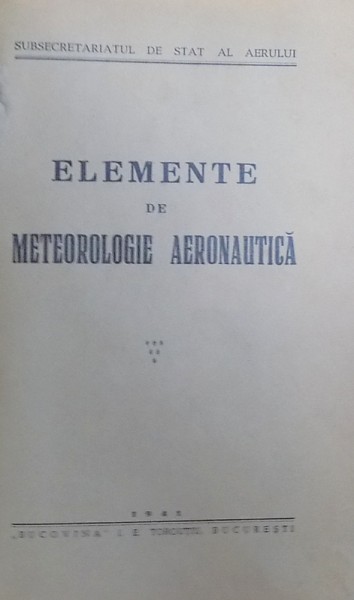 SUBSECRETARIATUL DE STAT AL AERULUI
ELEMENTE
DE
METEOROLOGIE AERONAUTICĂ
„BUCOVINA" I. E. TOROUȚIU, BUCUREȘTI